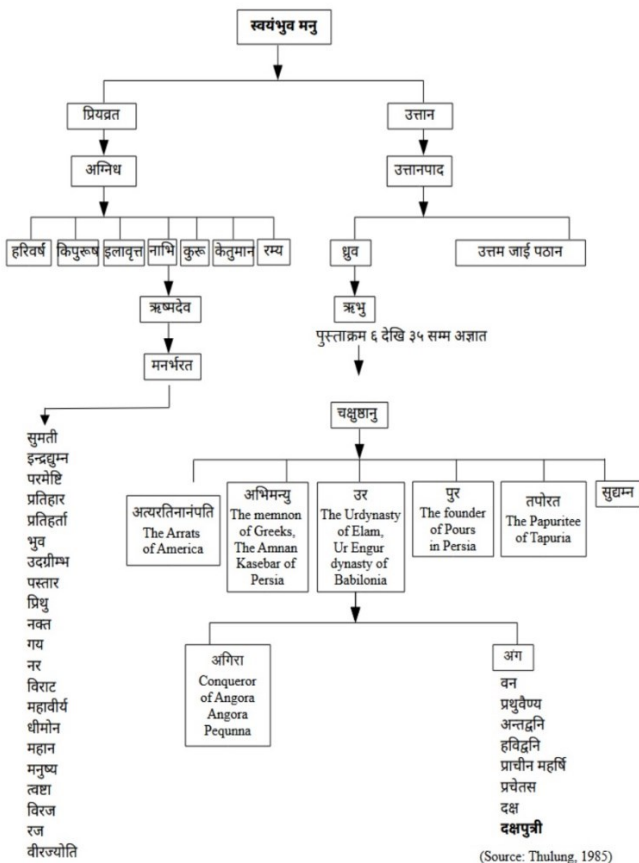 स्वयंभुव मनु
प्रियव्रत
उत्तान
अग्निध
उत्तानपाद
हरिवर्ष
किपुरूष
इलावृत्त
नाभि
कुरू
केतुमान
रम्य
ध्रुव
उत्तम जाई पठान
ऋष्मदेव
ऋभु
पुस्ताक्रम ६ देखि ३५ सम्म अज्ञात
मनर्भरत
चक्षुष्ठानु
सुमती
इन्द्रद्युम्न
परमेष्टि
प्रतिहार
प्रतिहर्ता
भुव
उदग्रीम्भ
पस्तार
प्रिथु
नक्त
गय
नर
विराट
महावीर्य
धीमोन
महान
मनुष्य
त्वष्टा
विरज
रज
वीरज्योति
अत्यरतिनानंपति
The Arrats
of America
अभिमन्यु
The memnon
of Greeks,
The Amnan
Kasebar of
Persia
उर
The Urdynasty
of Elam,
Ur Engur
dynasty of
Babilonia
पुर
The founder
of Pours
in Persia
तपोरत
The Papuritee
of Tapuria
सुद्यम्न
अगिरा
Conqueror
of Angora
Angora
Pequnna
अंग
वन
प्रथुवैण्य
अन्तद्वनि
हविद्वनि
प्राचीन महर्षि
प्रचेतस
दक्ष
दक्षपुत्री
(Source: Thulung, 1985)